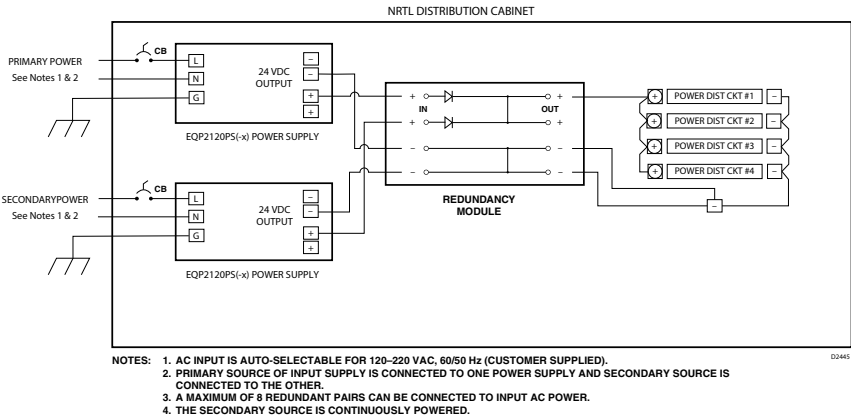 NRTL DISTRIBUTION CABINET
PRIMARY POWER
See Notes 1 & 2
CB
L
N
G
24 VDC
OUTPUT
–
–
+
+
EQP2120PS(-x) POWER SUPPLY
SECONDARYPOWER
See Notes 1 & 2
CB
L
N
G
24 VDC
OUTPUT
–
–
+
+
EQP2120PS(-x) POWER SUPPLY
+ IN OUT +
+ +
– –
– –
REDUNDANCY
MODULE
+ POWER DIST CKT #1 –
+ POWER DIST CKT #2 –
+ POWER DIST CKT #3 –
+ POWER DIST CKT #4 –
–
D2445
NOTES: 1. AC INPUT IS AUTO-SELECTABLE FOR 120–220 VAC, 60/50 Hz (CUSTOMER SUPPLIED).
2. PRIMARY SOURCE OF INPUT SUPPLY IS CONNECTED TO ONE POWER SUPPLY AND SECONDARY SOURCE IS
CONNECTED TO THE OTHER.
3. A MAXIMUM OF 8 REDUNDANT PAIRS CAN BE CONNECTED TO INPUT AC POWER.
4. THE SECONDARY SOURCE IS CONTINUOUSLY POWERED.